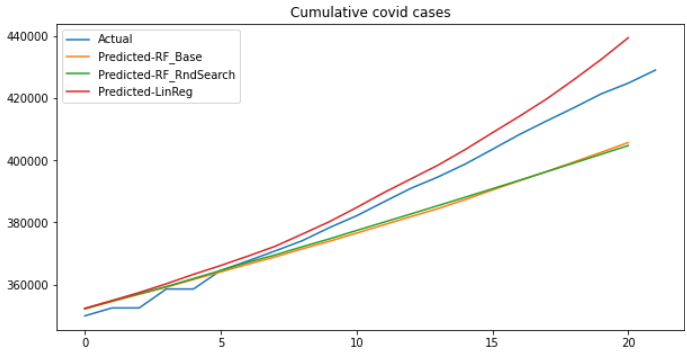 Cumulative covid cases
Actual
Predicted-RF_Base
Predicted-RF_RndSearch
Predicted-LinReg
440000
420000
400000
380000
360000
0
5
10
15
20